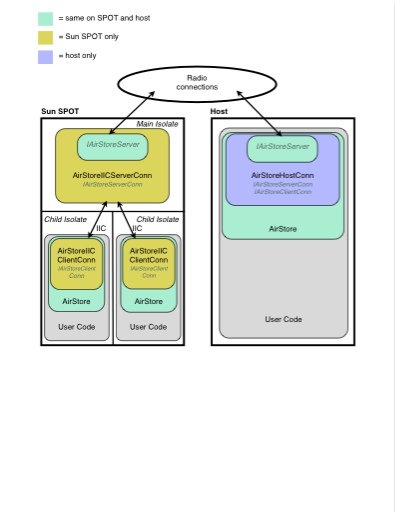 = same on SPOT and host
= Sun SPOT only
= host only
Radio
connections
Sun SPOT
Host
Main Isolate
IAirStoreServer
AirStoreIICServerConn
IAirStoreServerConn
Child Isolate
Child Isolate
IIC
IIC
AirStoreIIC
ClientConn
IAirStoreClient
Conn
AirStore
User Code
AirStoreIIC
ClientConn
IAirStoreClient
Conn
AirStore
User Code
IAirStoreServer
AirStoreHostConn
IAirStoreServerConn
IAirStoreClientConn
AirStore
User Code